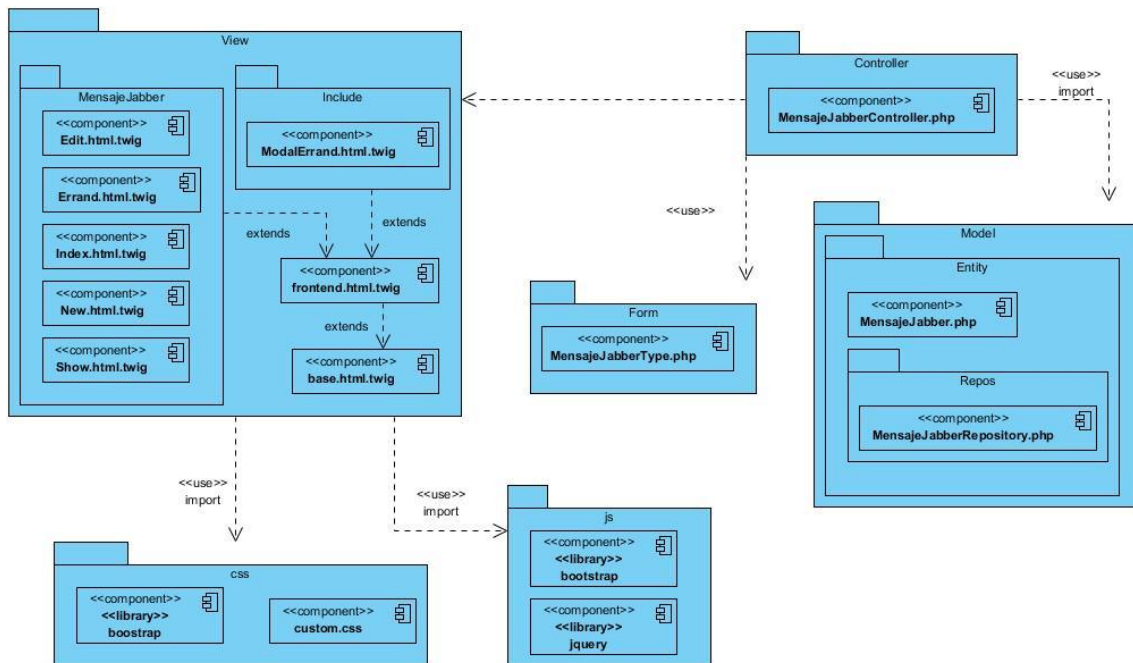 View
MensajeJabber
<<component>>
Edit.html.twig
<<component>>
Errand.html.twig
<<component>>
Index.html.twig
<<component>>
New.html.twig
<<component>>
Show.html.twig
Include
<<component>>
ModalErrand.html.twig
extends
extends
<<component>>
frontend.html.twig
extends
<<component>>
base.html.twig
Controller
<<component>>
MensajeJabberController.php
<<use>>
import
<<use>>
Form
<<component>>
MensajeJabberType.php
Model
Entity
<<component>>
MensajeJabber.php
Repos
<<component>>
MensajeJabberRepository.php
<<use>>
import
<<use>>
import
css
<<component>>
<<library>>
boostrap
<<component>>
custom.css
js
<<component>>
<<library>>
bootstrap
<<component>>
<<library>>
jquery